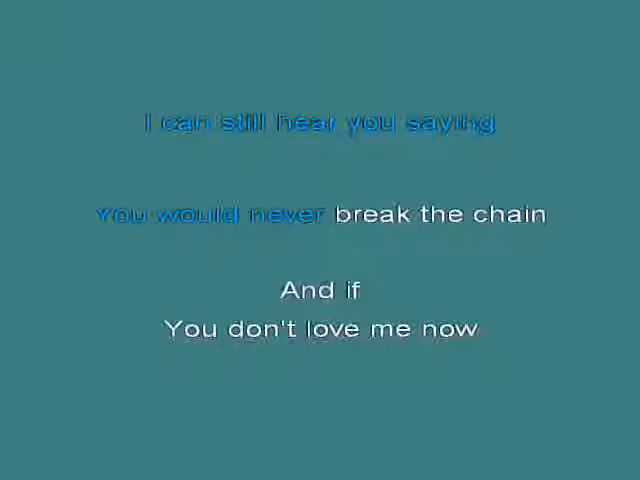 I can still hear you saying
You would never break the chain
And if
You don't love me now